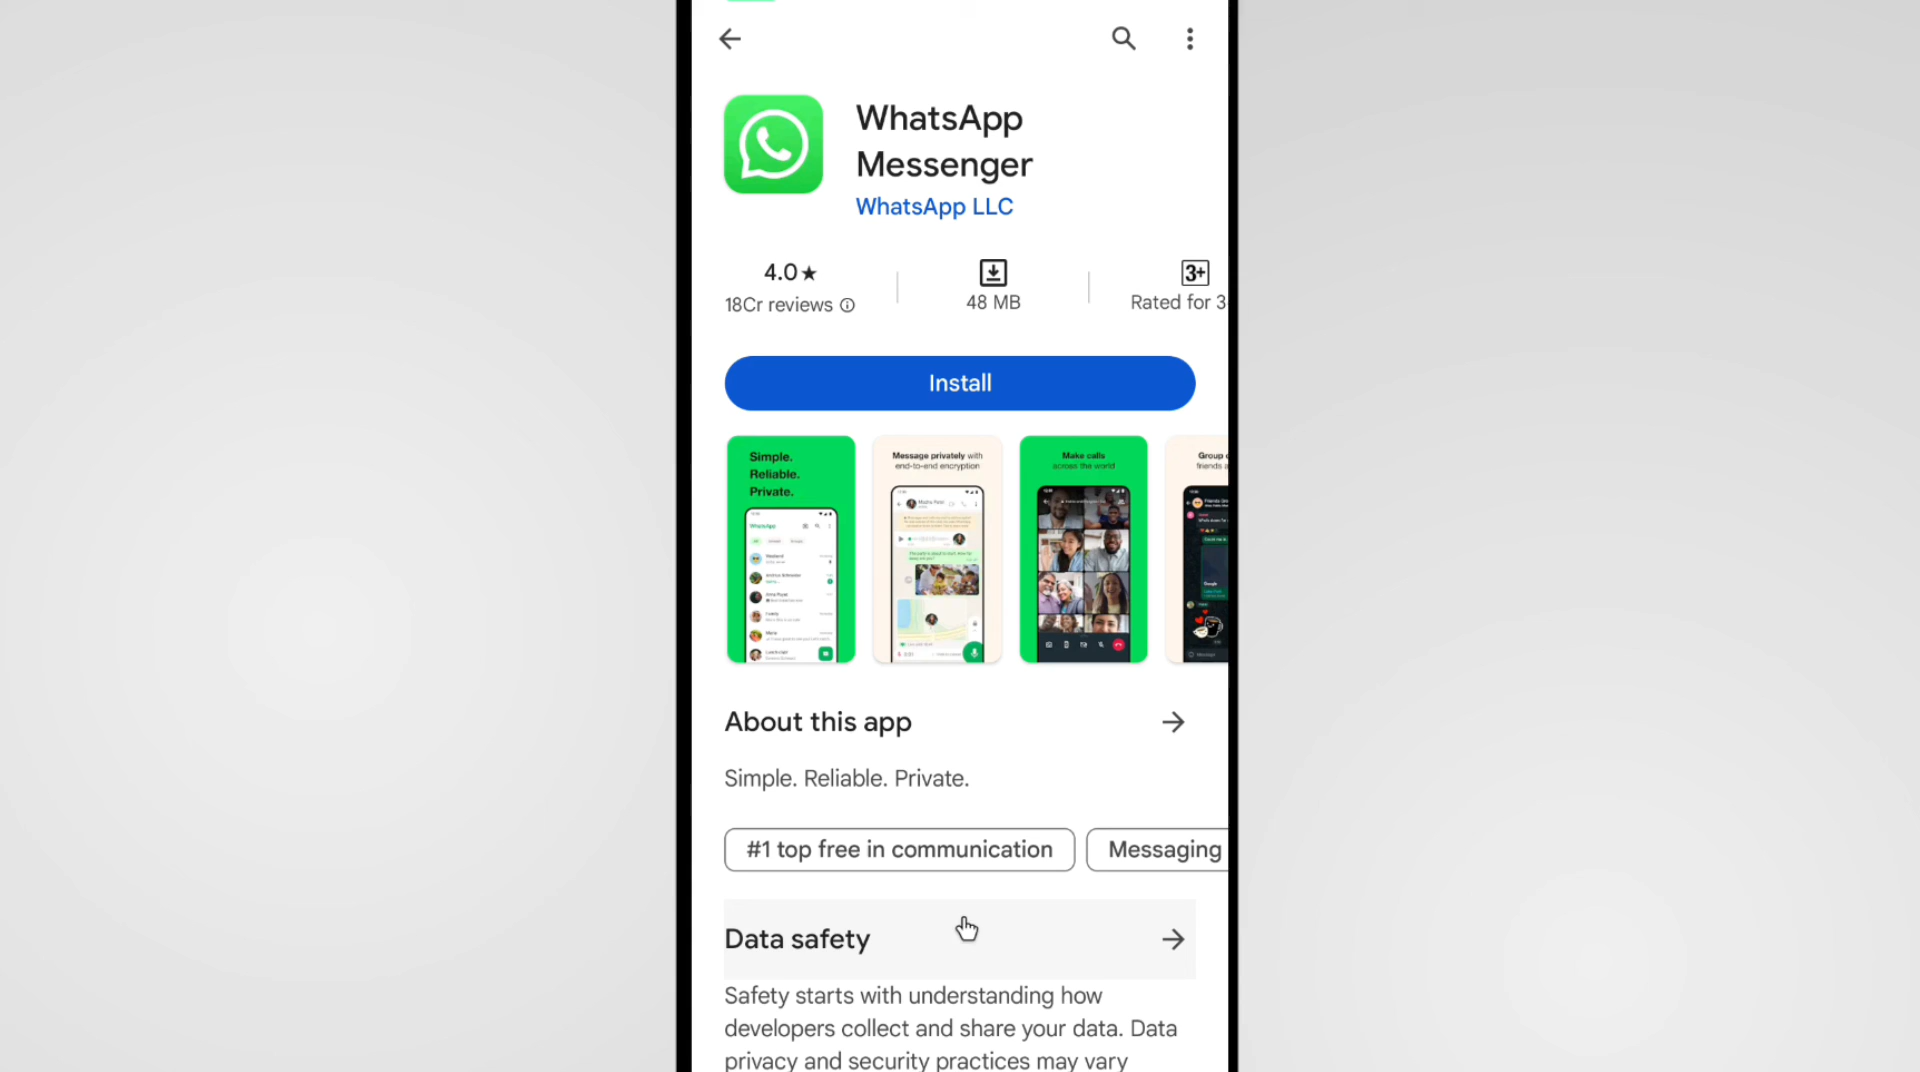 WhatsApp
Messenger
WhatsApp LLC
4.0★
18Cr reviews
48 MB
3+
Rated for 3
Install
Simple.
Reliable.
Private.
WhatsApp
Message privately with
end-to-end encryption
Make calls
across the world
Group
friends
About this app
Simple. Reliable. Private.
#1 top free in communication
Messaging
Data safety
Safety starts with understanding how
developers collect and share your data. Data
privacy and security practices may vary